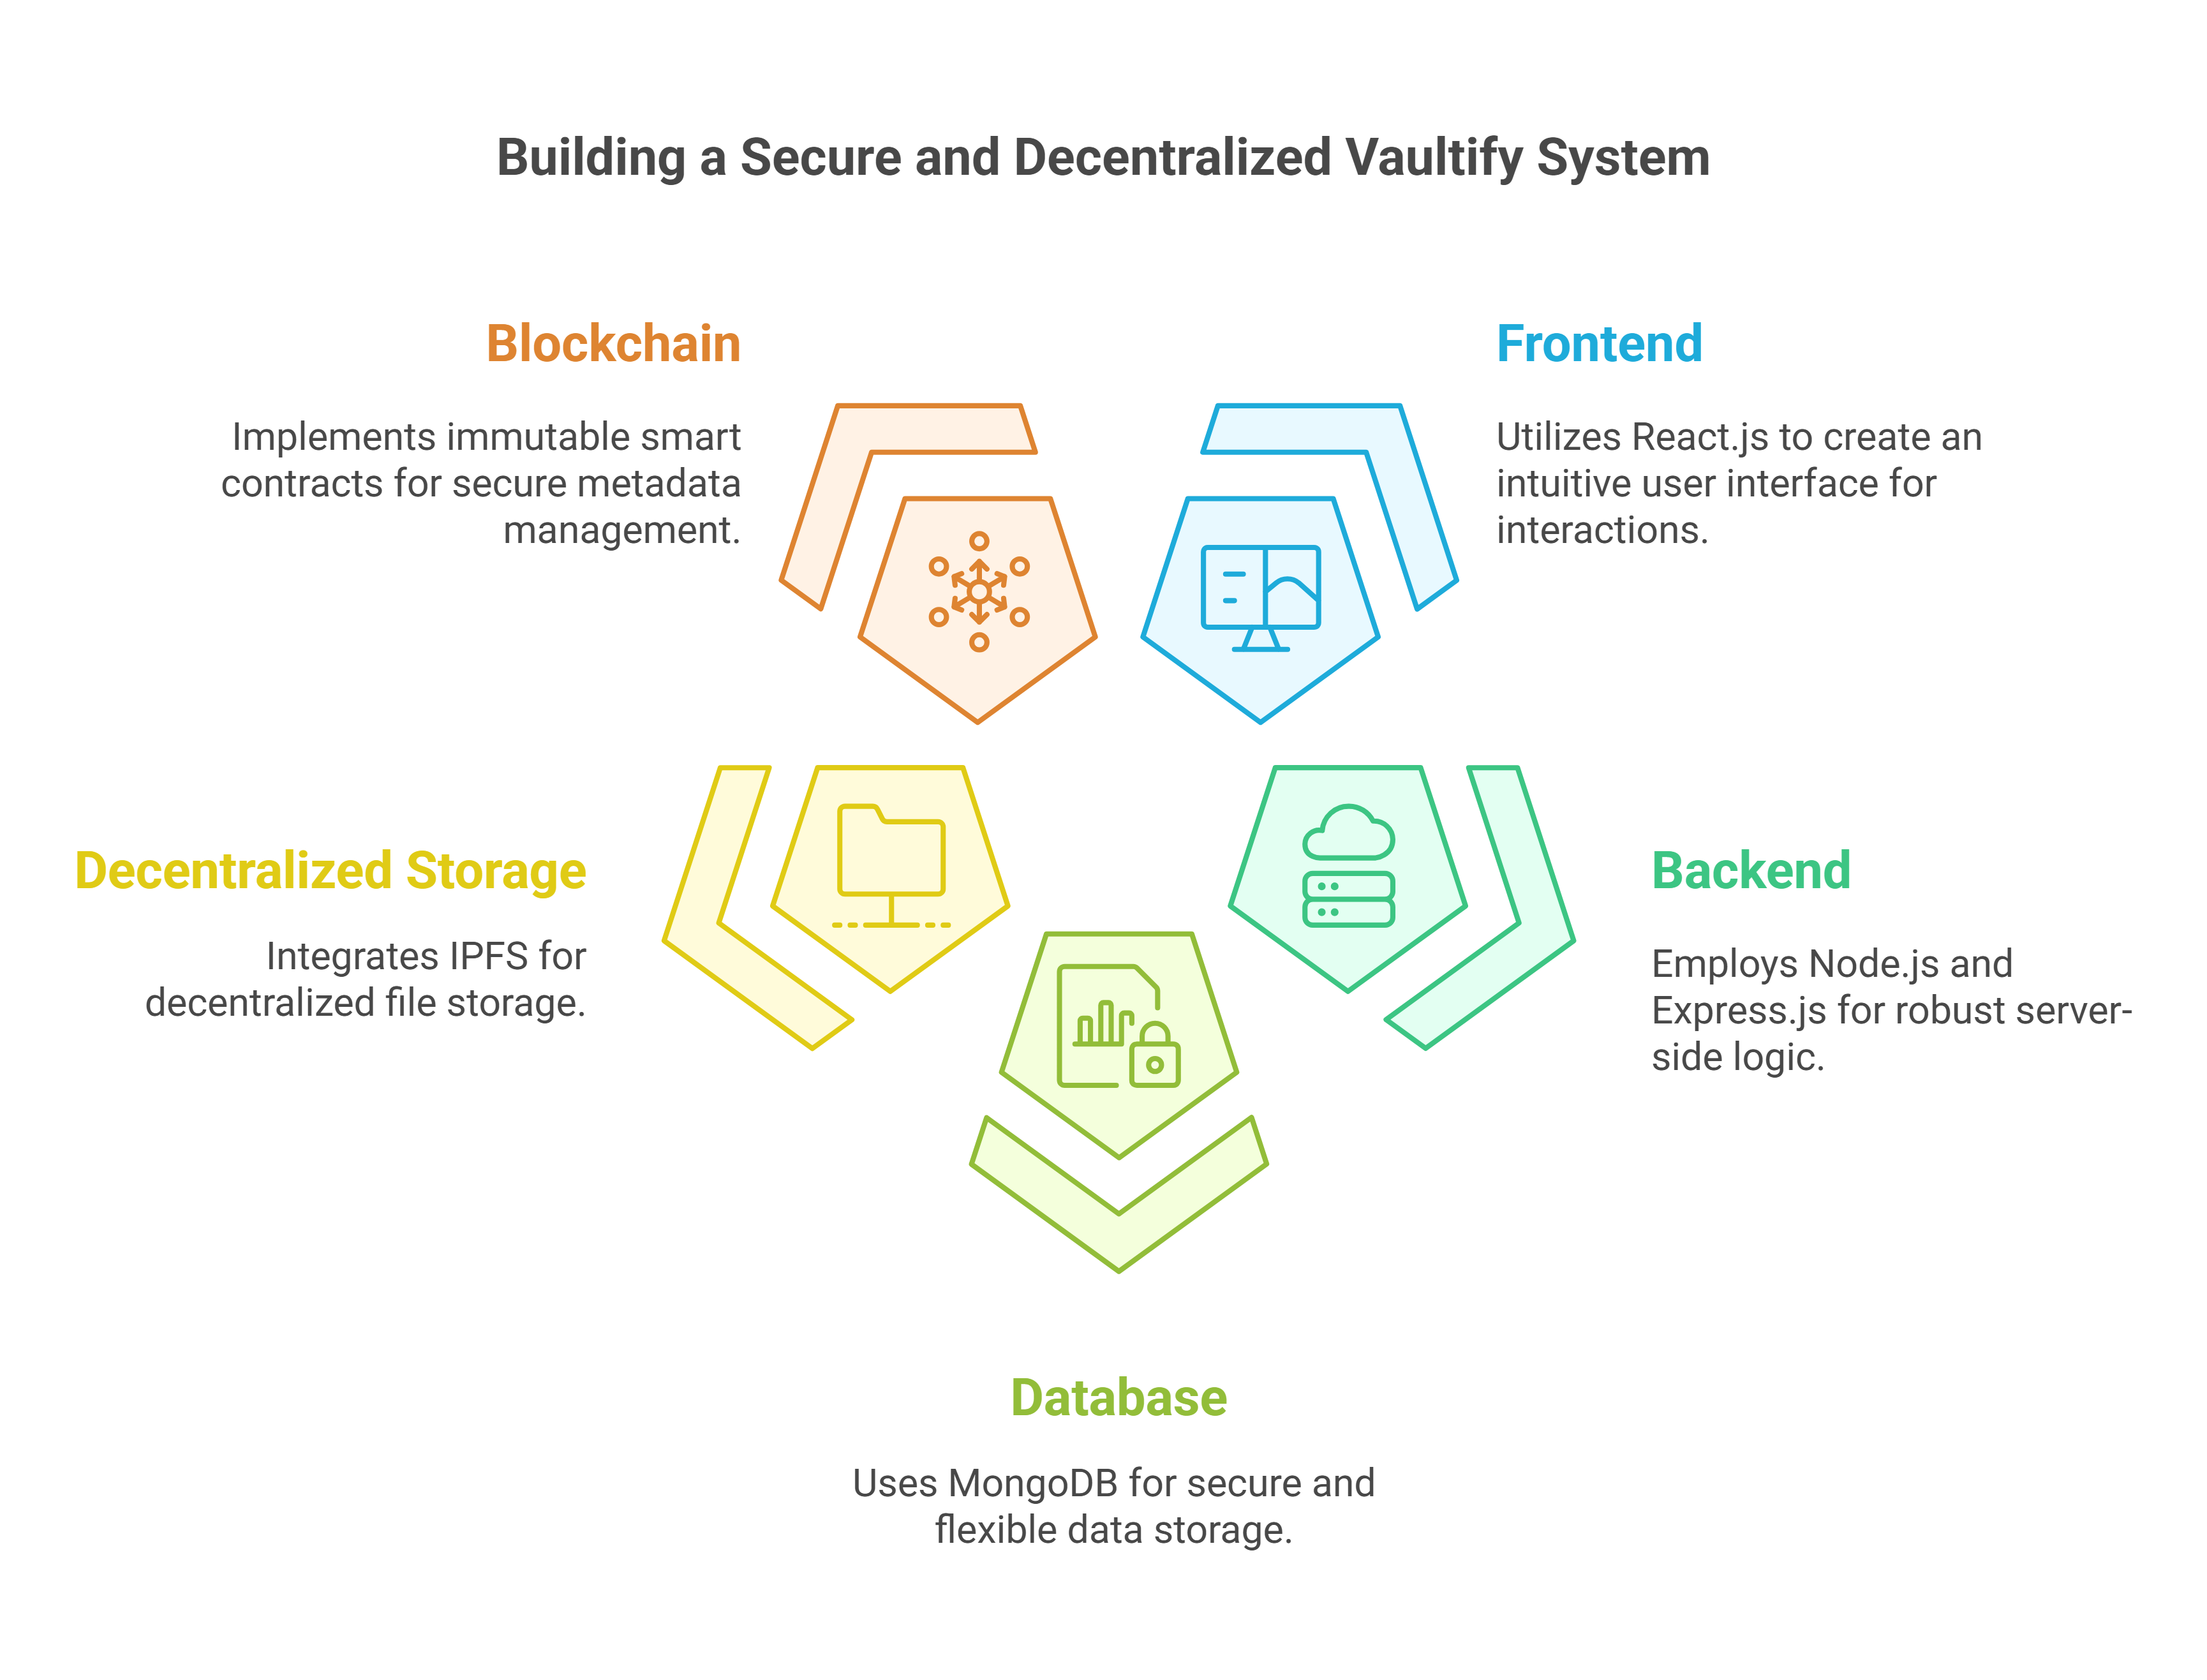 Building a Secure and Decentralized Vaultify System
Blockchain
Implements immutable smart
contracts for secure metadata
management.
Frontend
Utilizes React.js to create an
intuitive user interface for
interactions.
Decentralized Storage
Integrates IPFS for
decentralized file storage.
Backend
Employs Node.js and
Express.js for robust server-
side logic.
Database
Uses MongoDB for secure and
flexible data storage.